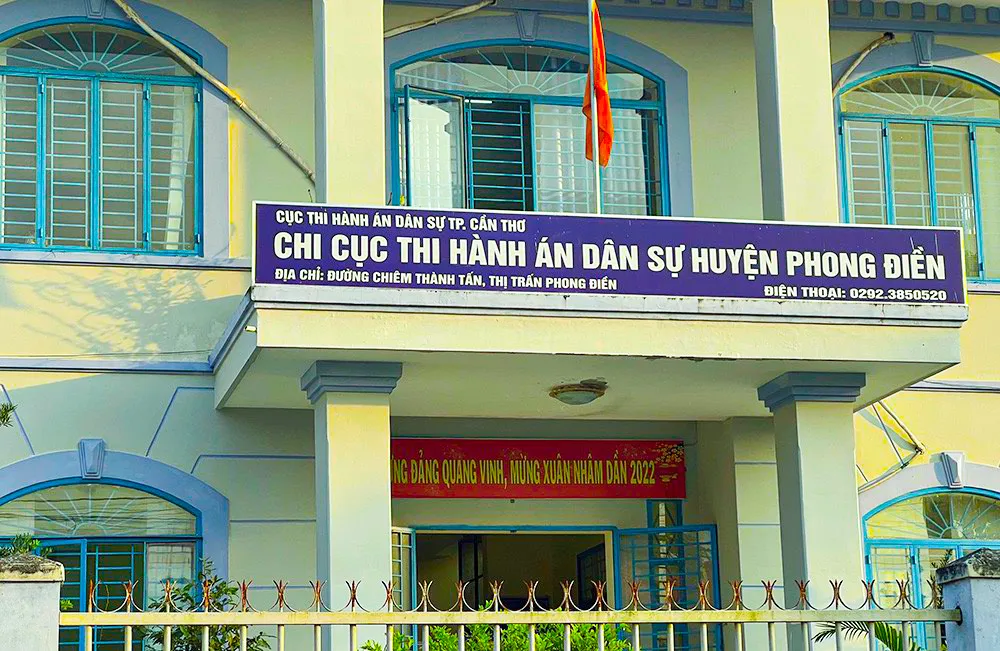 CỤC THI HÀNH ÁN DÂN SỰ TP. CẦN THƠ
CHI CỤC THI HÀNH ÁN DÂN SỰ HUYỆN PHONG ĐIỀN
ĐỊA CHỈ: ĐƯỜNG CHIÊM THÀNH TẤN, THỊ TRẤN PHONG ĐIỀN
ĐIỆN THOẠI: 0292.3850520
ĐẢNG QUANG VINH, MỪNG XUÂN NHÂM DẦN 2022